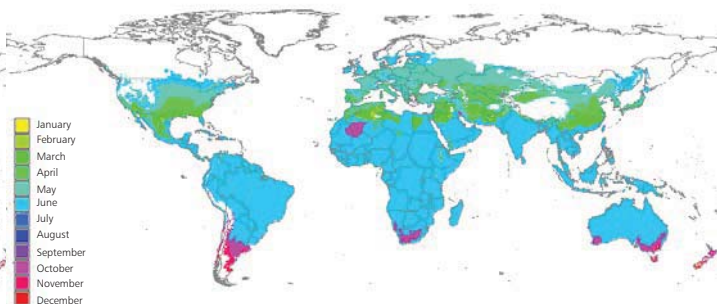 January
February
March
April
May
June
July
August
September
October
November
December